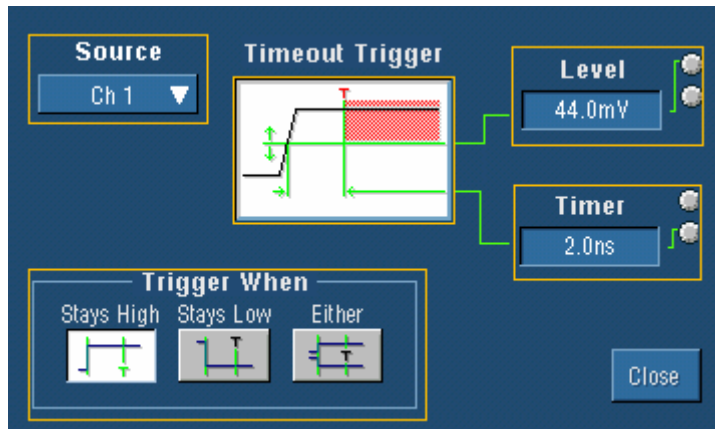 Source
Ch 1
Timeout Trigger
T
Level
44.0mV
Timer
2.0ns
Trigger When
Stays High
Stays Low
Either
T
T
T
Close